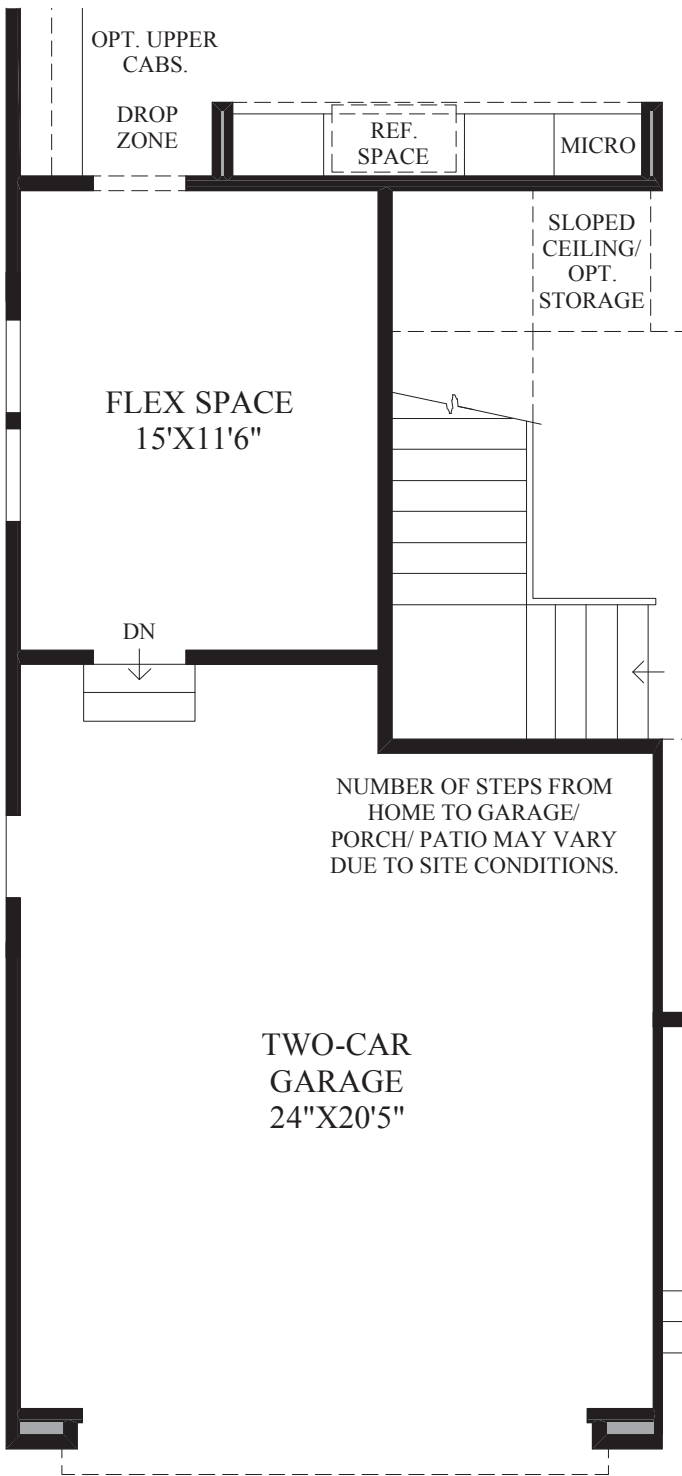 OPT. UPPER
CABS.
DROP
ZONE
REF.
SPACE
MICRO
SLOPED
CEILING/
OPT.
STORAGE
FLEX SPACE
15'X11'6"
DN
NUMBER OF STEPS FROM
HOME TO GARAGE/
PORCH/ PATIO MAY VARY
DUE TO SITE CONDITIONS.
TWO-CAR
GARAGE
24"X20'5"